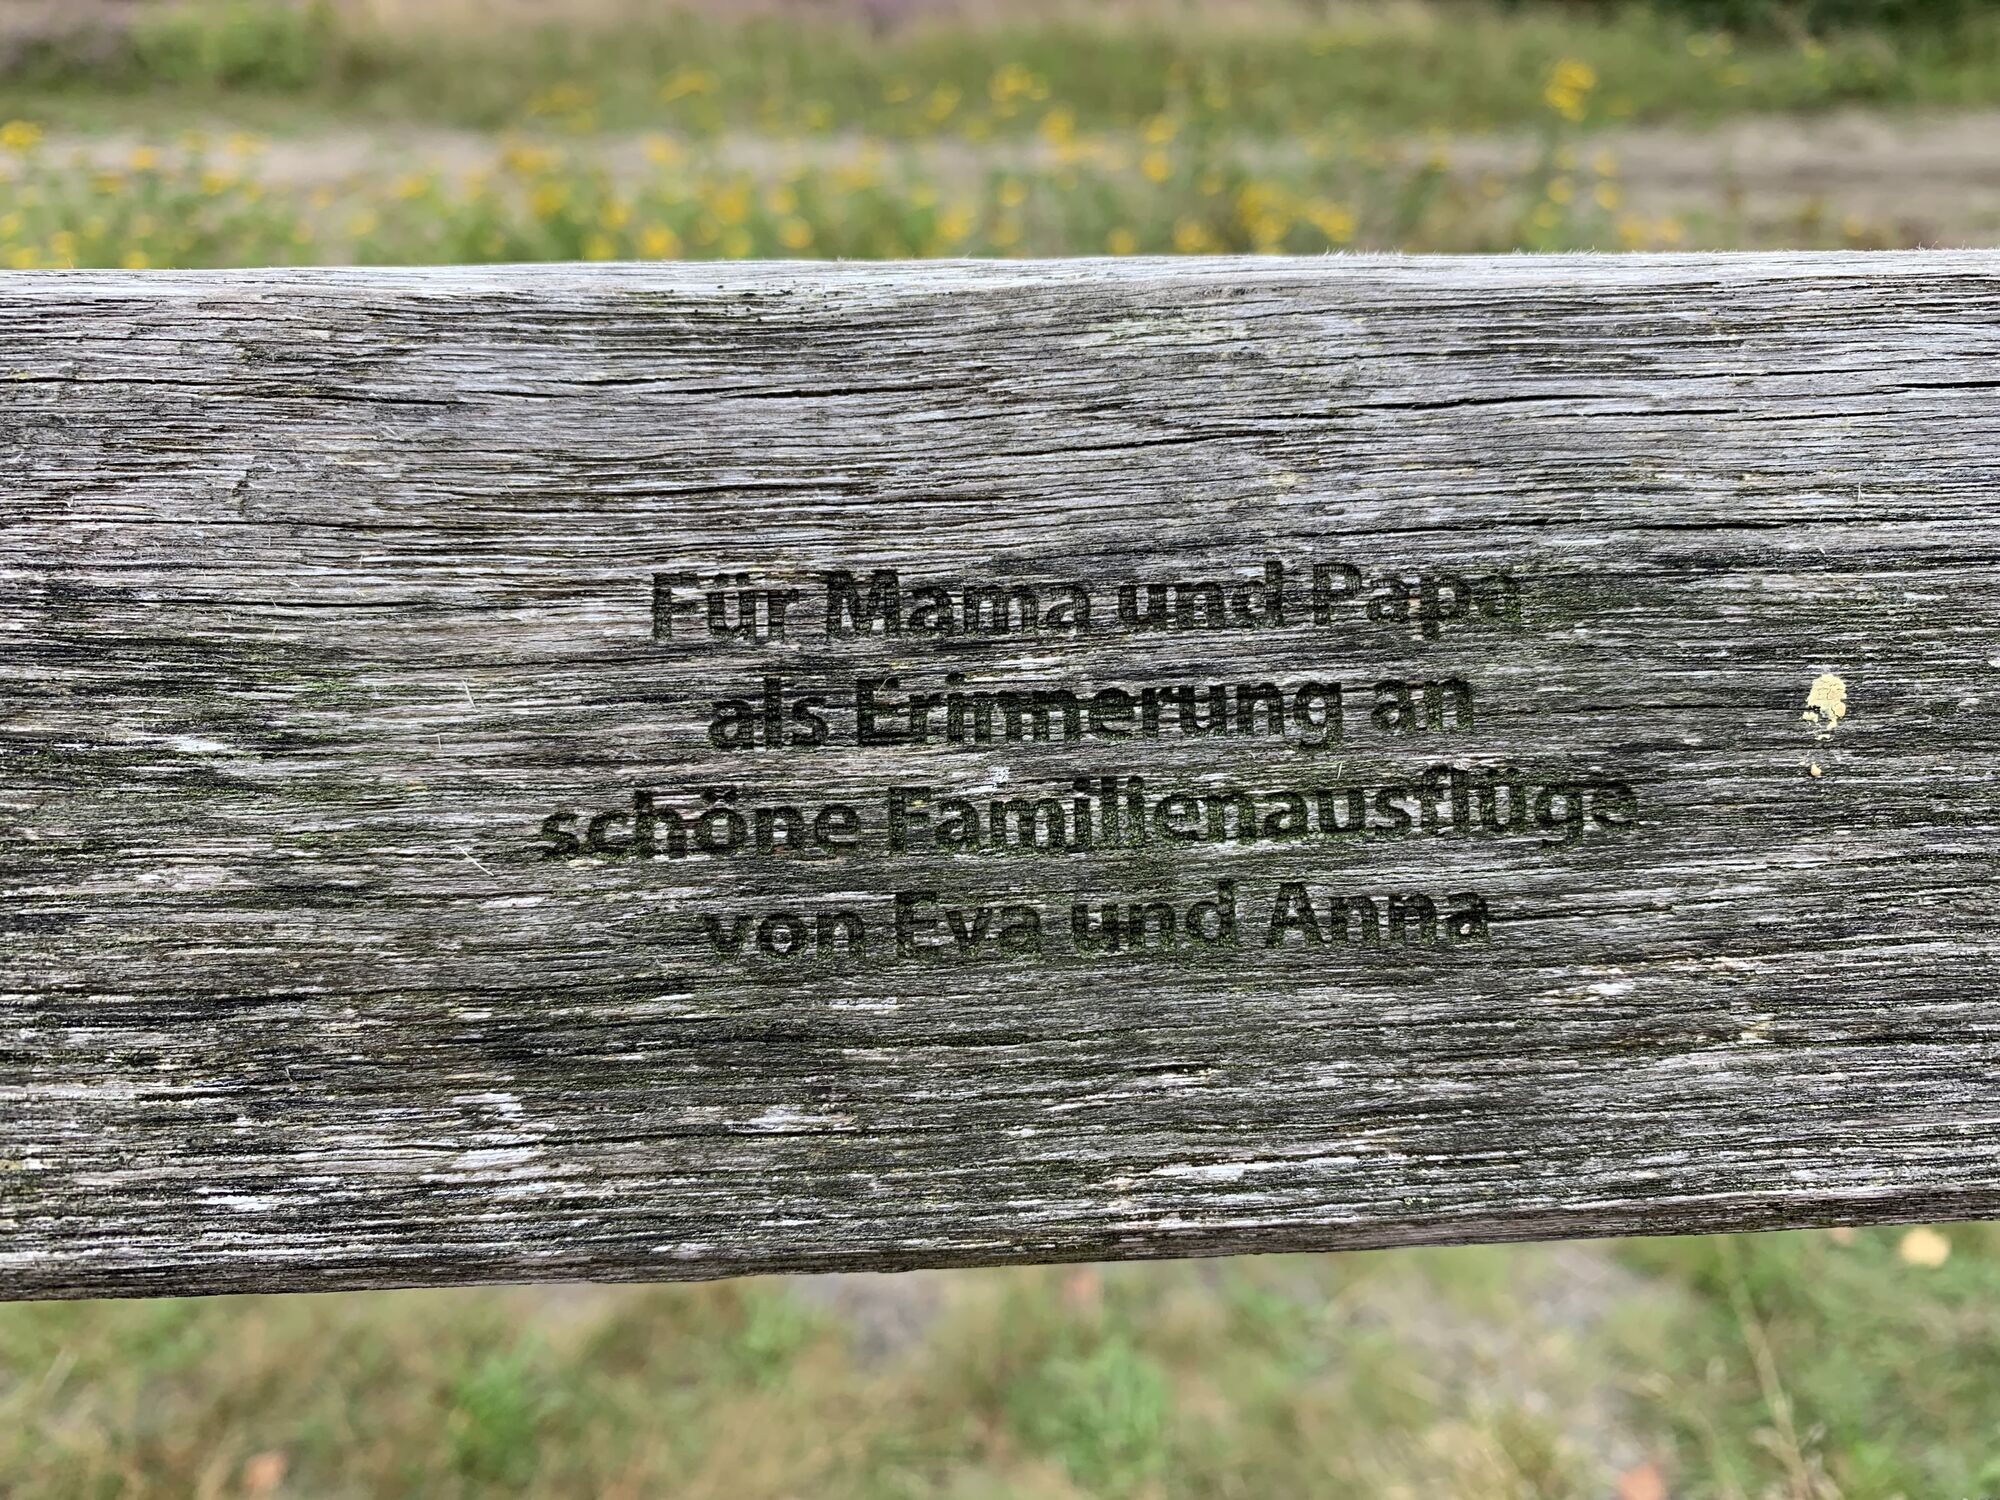 Für Mama und Papa
als Erinnerung an
schöne Familienausflüge
von Eva und Anna